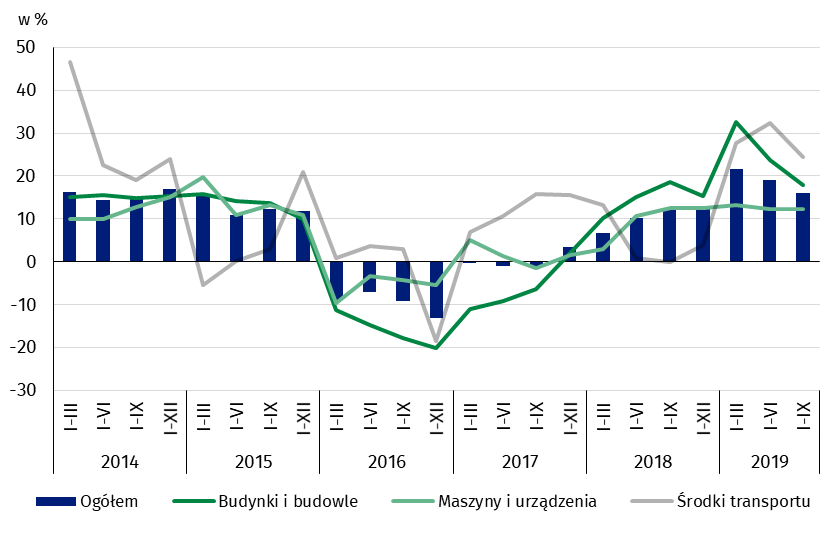 w %
50
40
30
20
10
0
-10
-20
-30
I-III I-VI I-IX I-XII I-III I-VI I-IX I-XII I-III I-VI I-IX I-XII I-III I-VI I-IX I-XII I-III I-VI I-IX I-XII I-III I-VI I-IX
2014 2015 2016 2017 2018 2019
Ogółem Budynki i budowle Maszyny i urządzenia Środki transportu